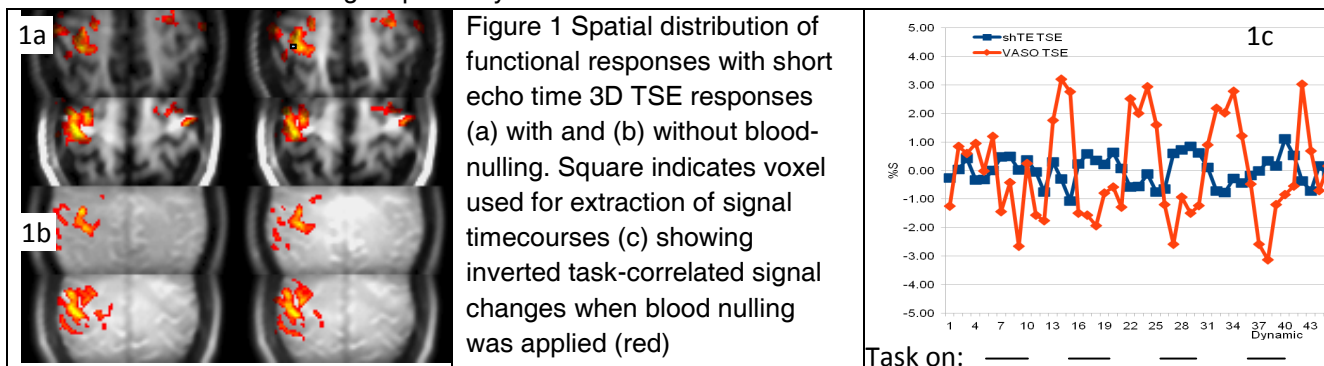 1a
1b
Figure 1 Spatial distribution of
functional responses with short
echo time 3D TSE responses
(a) with and (b) without blood-
nulling. Square indicates voxel
used for extraction of signal
timecourses (c) showing
inverted task-correlated signal
changes when blood nulling
was applied (red)
1c
shTE TSE
VASO TSE
%S
5.00
4.00
3.00
2.00
1.00
0.00
-1.00
-2.00
-3.00
-4.00
5.00
1 4 7 10 13 16 19 22 25 28 31 34 37 40 43
Dynamic
Task on: